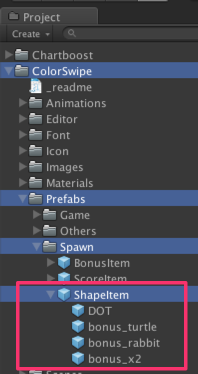 Project
Create
Chartboost
ColorSwipe
_readme
Animations
Editor
Font
Icon
Images
Materials
Prefabs
Game
Others
Spawn
BonusItem
ScoreItem
ShapeItem
DOT
bonus_turtle
bonus_rabbit
bonus_x2